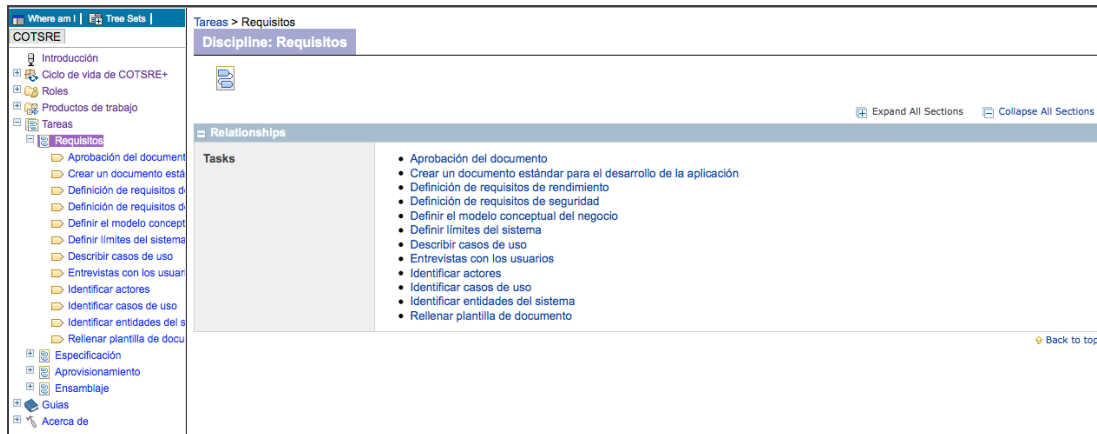 Where am I | Tree Sets |
COTSRE
Introducción
Ciclo de vida de COTSRE+
Roles
Productos de trabajo
Tareas
Requisitos
Aprobación del document
Crear un documento está
Definición de requisitos d
Definición de requisitos d
Definir el modelo concept
Definir límites del sistema
Describir casos de uso
Entrevistas con los usuar
Identificar actores
Identificar casos de uso
Identificar entidades del s
Rellenar plantilla de docu
Especificación
Aprovisionamiento
Ensamblaje
Guias
Acerca de
Tareas > Requisitos
Discipline: Requisitos
Expand All Sections Collapse All Sections
Relationships
Tasks
Aprobación del documento
Crear un documento estándar para el desarrollo de la aplicación
Definición de requisitos de rendimiento
Definición de requisitos de seguridad
Definir el modelo conceptual del negocio
Definir límites del sistema
Describir casos de uso
Entrevistas con los usuarios
Identificar actores
Identificar casos de uso
Identificar entidades del sistema
Rellenar plantilla de documento
Back to top